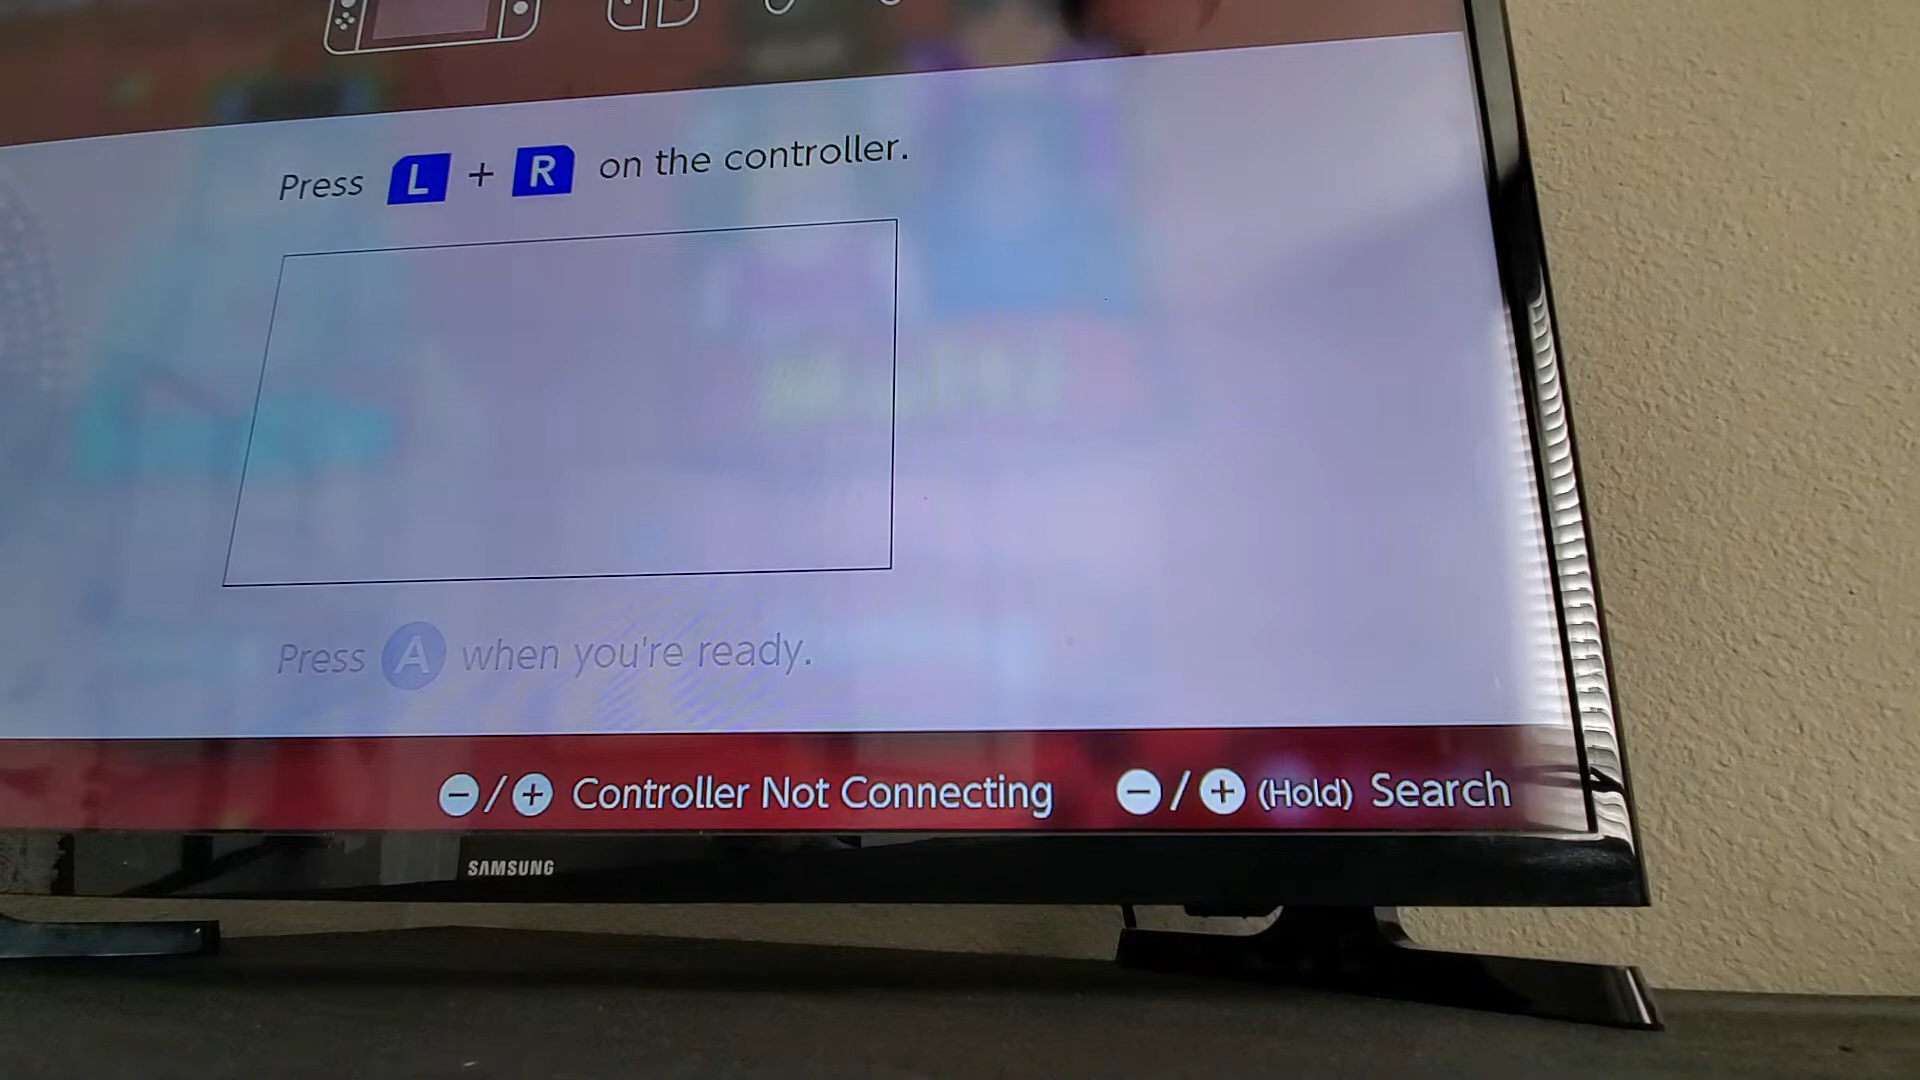 Press L + R on the controller.
Press A when you're ready.
−/+ Controller Not Connecting −/+ (Hold) Search
SAMSUNG